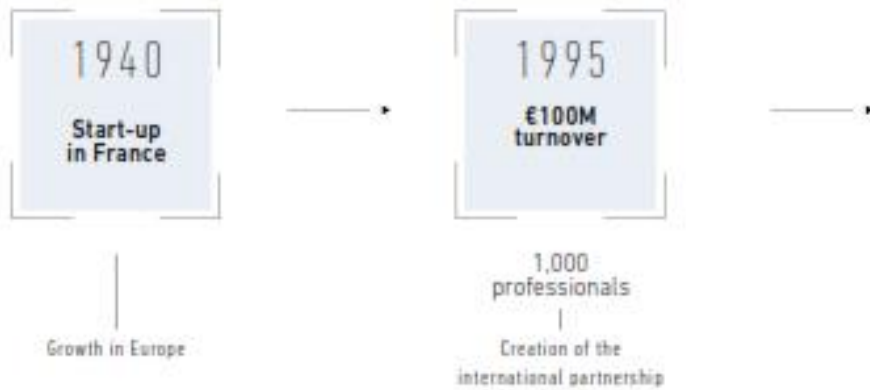 1940
Start-up
in France
Growth in Europe
1995
€100M
turnover
1,000
professionals
Creation of the
international partnership